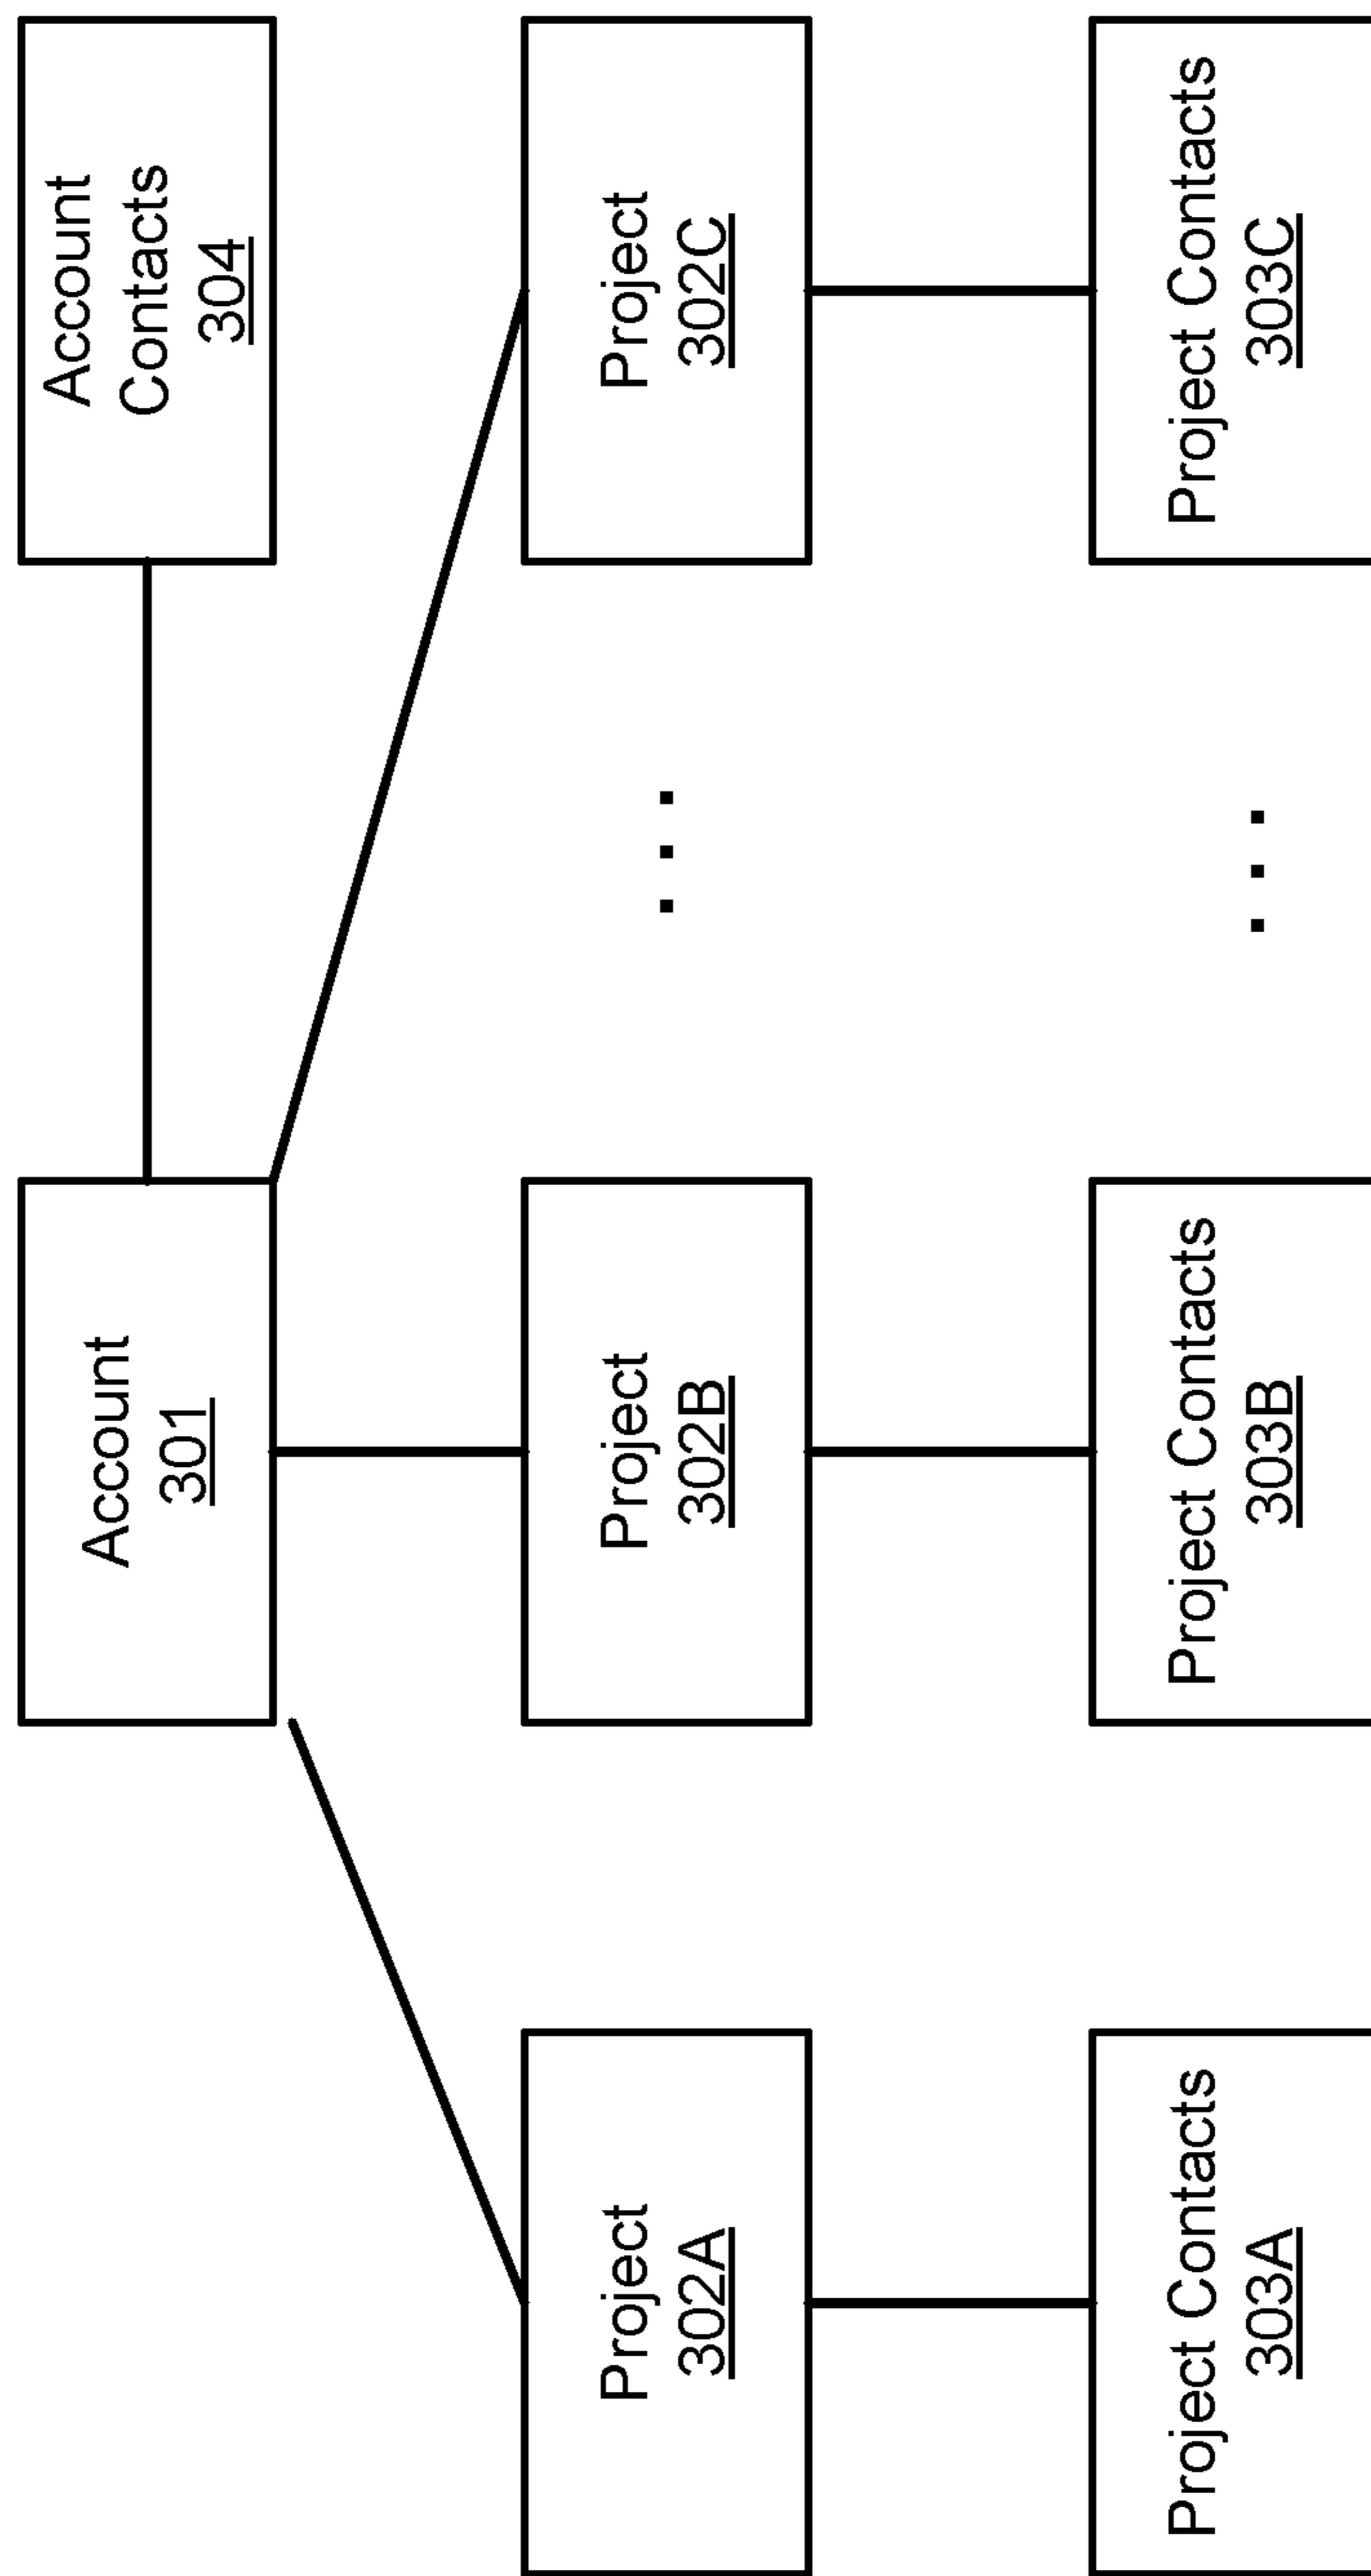 Account
301
Account
Contacts
304
Project
302A
Project
302B
. . .
Project
302C
Project Contacts
303A
Project Contacts
303B
. . .
Project Contacts
303C